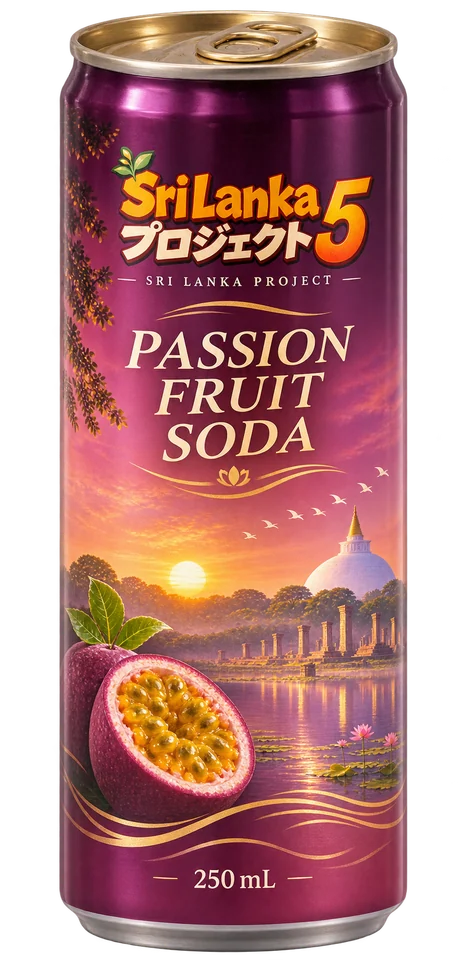 SriLanka
プロジェクト5
— SRI LANKA PROJECT —
PASSION
FRUIT
SODA
— 250 mL —